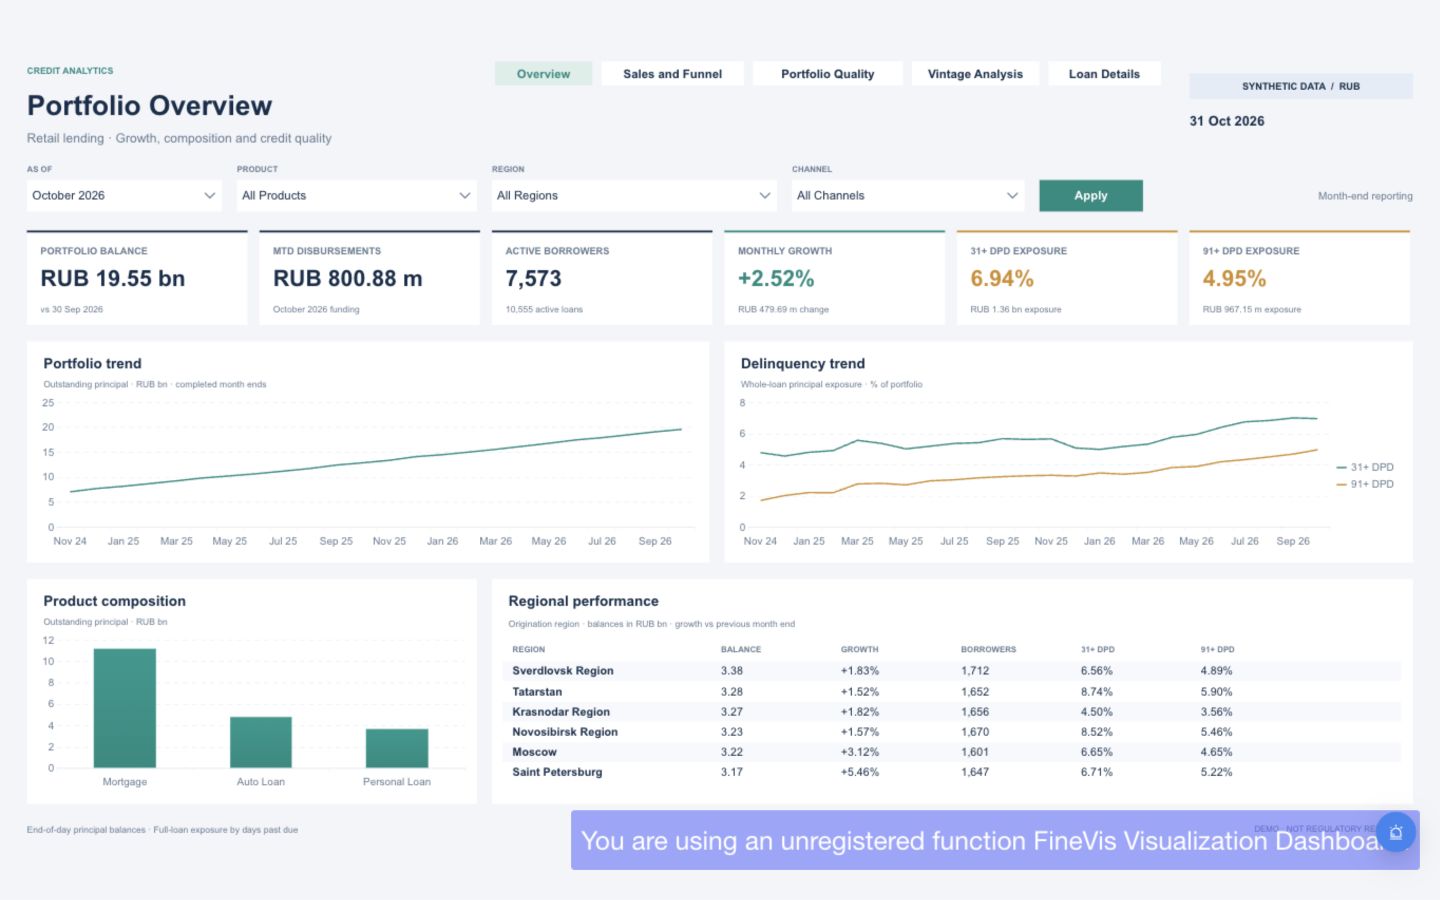 CREDIT ANALYTICS
Portfolio Overview
Retail lending · Growth, composition and credit quality
Overview Sales and Funnel Portfolio Quality Vintage Analysis Loan Details
SYNTHETIC DATA / RUB
31 Oct 2026
AS OF PRODUCT REGION CHANNEL
October 2026 All Products All Regions All Channels Apply Month-end reporting
PORTFOLIO BALANCE
RUB 19.55 bn
vs 30 Sep 2026
MTD DISBURSEMENTS
RUB 800.88 m
October 2026 funding
ACTIVE BORROWERS
7,573
10,555 active loans
MONTHLY GROWTH
+2.52%
RUB 479.69 m change
31+ DPD EXPOSURE
6.94%
RUB 1.36 bn exposure
91+ DPD EXPOSURE
4.95%
RUB 967.15 m exposure
Portfolio trend
Outstanding principal · RUB bn · completed month ends
25
20
15
10
5
0
Nov 24 Jan 25 Mar 25 May 25 Jul 25 Sep 25 Nov 25 Jan 26 Mar 26 May 26 Jul 26 Sep 26
Delinquency trend
Whole-loan principal exposure · % of portfolio
8
6
4
2
0
Nov 24 Jan 25 Mar 25 May 25 Jul 25 Sep 25 Nov 25 Jan 26 Mar 26 May 26 Jul 26 Sep 26
31+ DPD
91+ DPD
Product composition
Outstanding principal · RUB bn
12
10
8
6
4
2
0
Mortgage Auto Loan Personal Loan
Regional performance
Origination region · balances in RUB bn · growth vs previous month end
REGION BALANCE GROWTH BORROWERS 31+ DPD 91+ DPD
Sverdlovsk Region 3.38 +1.83% 1,712 6.56% 4.89%
Tatarstan 3.28 +1.52% 1,652 8.74% 5.90%
Krasnodar Region 3.27 +1.82% 1,656 4.50% 3.56%
Novosibirsk Region 3.23 +1.57% 1,670 8.52% 5.46%
Moscow 3.22 +3.12% 1,601 6.65% 4.65%
Saint Petersburg 3.17 +5.46% 1,647 6.71% 5.22%
End-of-day principal balances · Full-loan exposure by days past due
DEMO · NOT REGULATORY
You are using an unregistered function FineVis Visualization